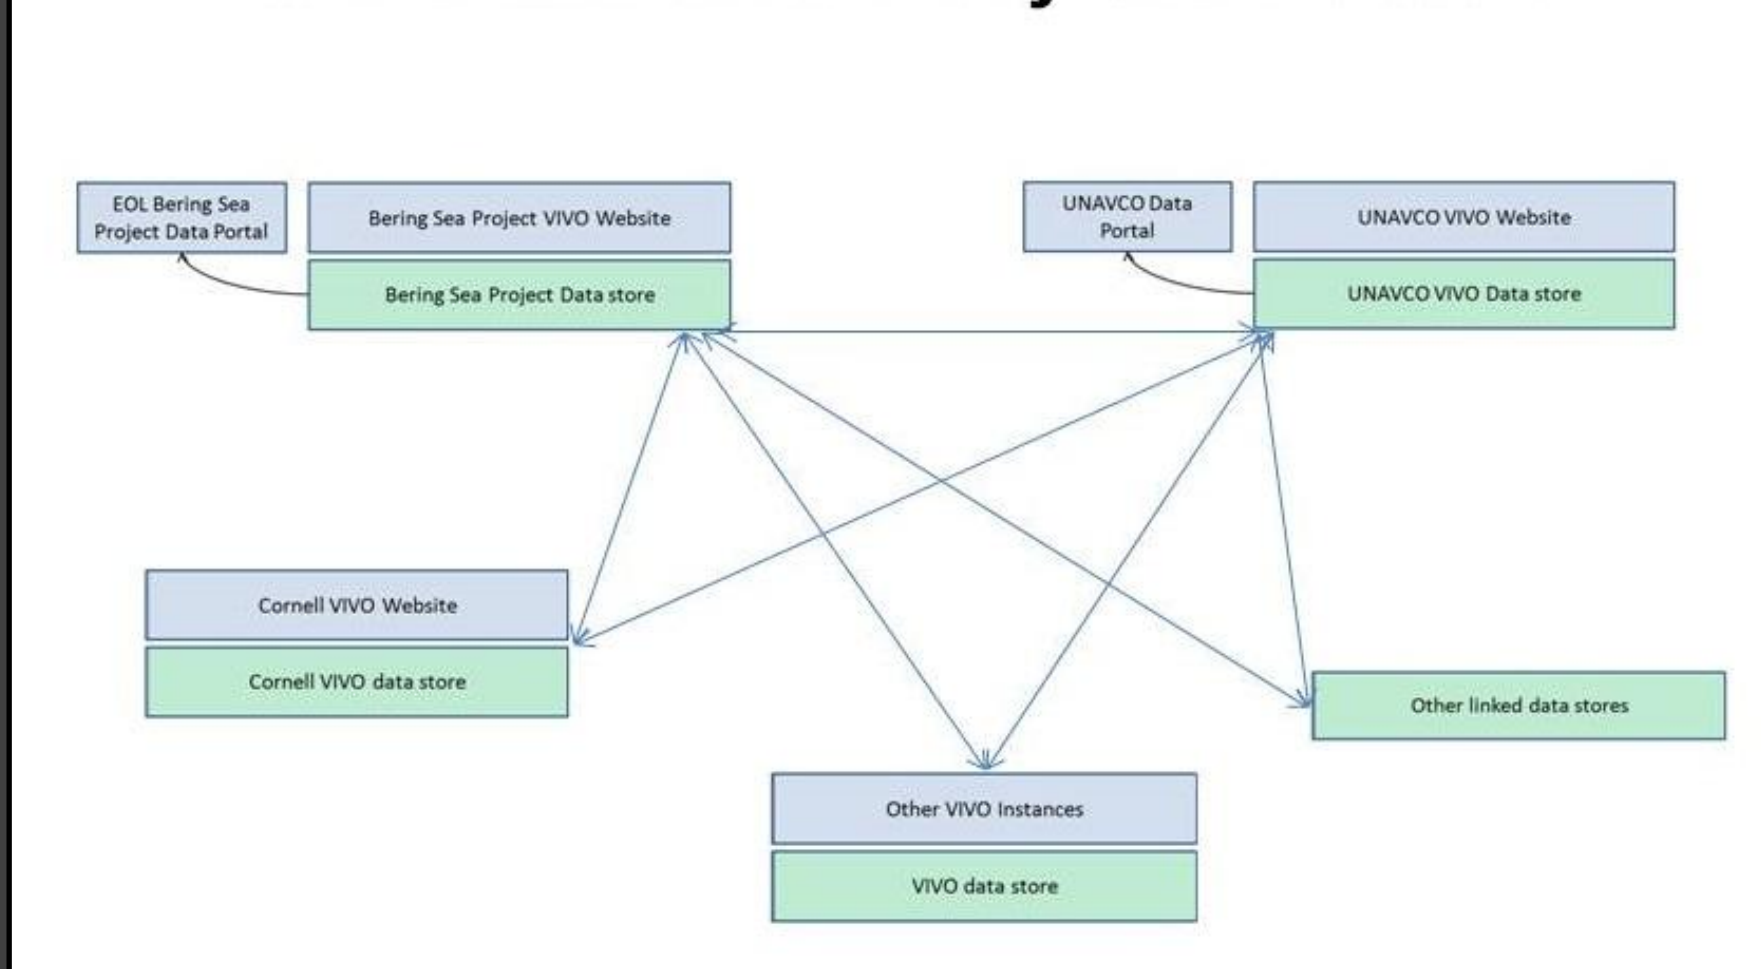 EOL Bering Sea
Project Data Portal
Bering Sea Project VIVO Website
UNAVCO Data
Portal
UNAVCO VIVO Website
Bering Sea Project Data store
UNAVCO VIVO Data store
Cornell VIVO Website
Cornell VIVO data store
Other linked data stores
Other VIVO Instances
VIVO data store